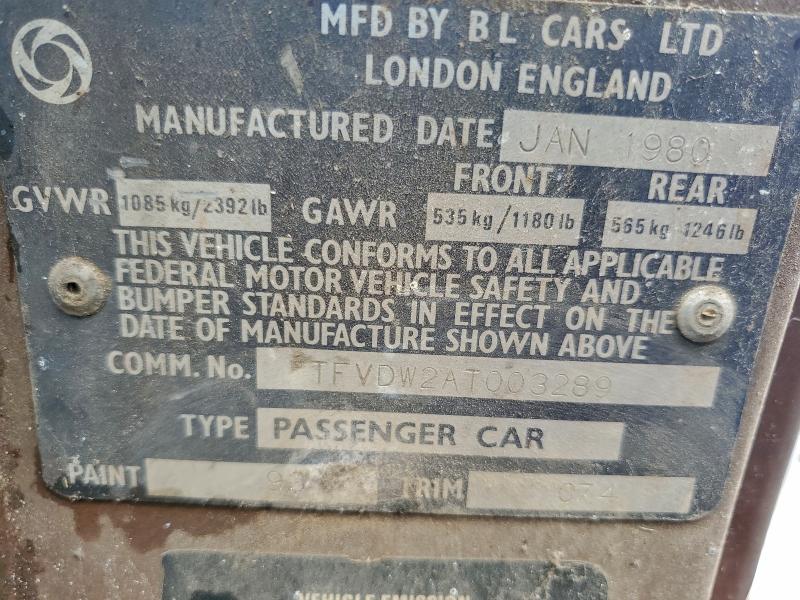 MFD BY B L CARS LTD
LONDON ENGLAND
MANUFACTURED DATE JAN 1980
FRONT REAR
GVWR 1085 kg/2392 lb GAWR 535 kg/1180 lb 565 kg 1246 lb
THIS VEHICLE CONFORMS TO ALL APPLICABLE
FEDERAL MOTOR VEHICLE SAFETY AND
BUMPER STANDARDS IN EFFECT ON THE
DATE OF MANUFACTURE SHOWN ABOVE
COMM. No. TFVDW2AT003289
TYPE PASSENGER CAR
PAINT TRIM 074
VEHICLE EMISSION